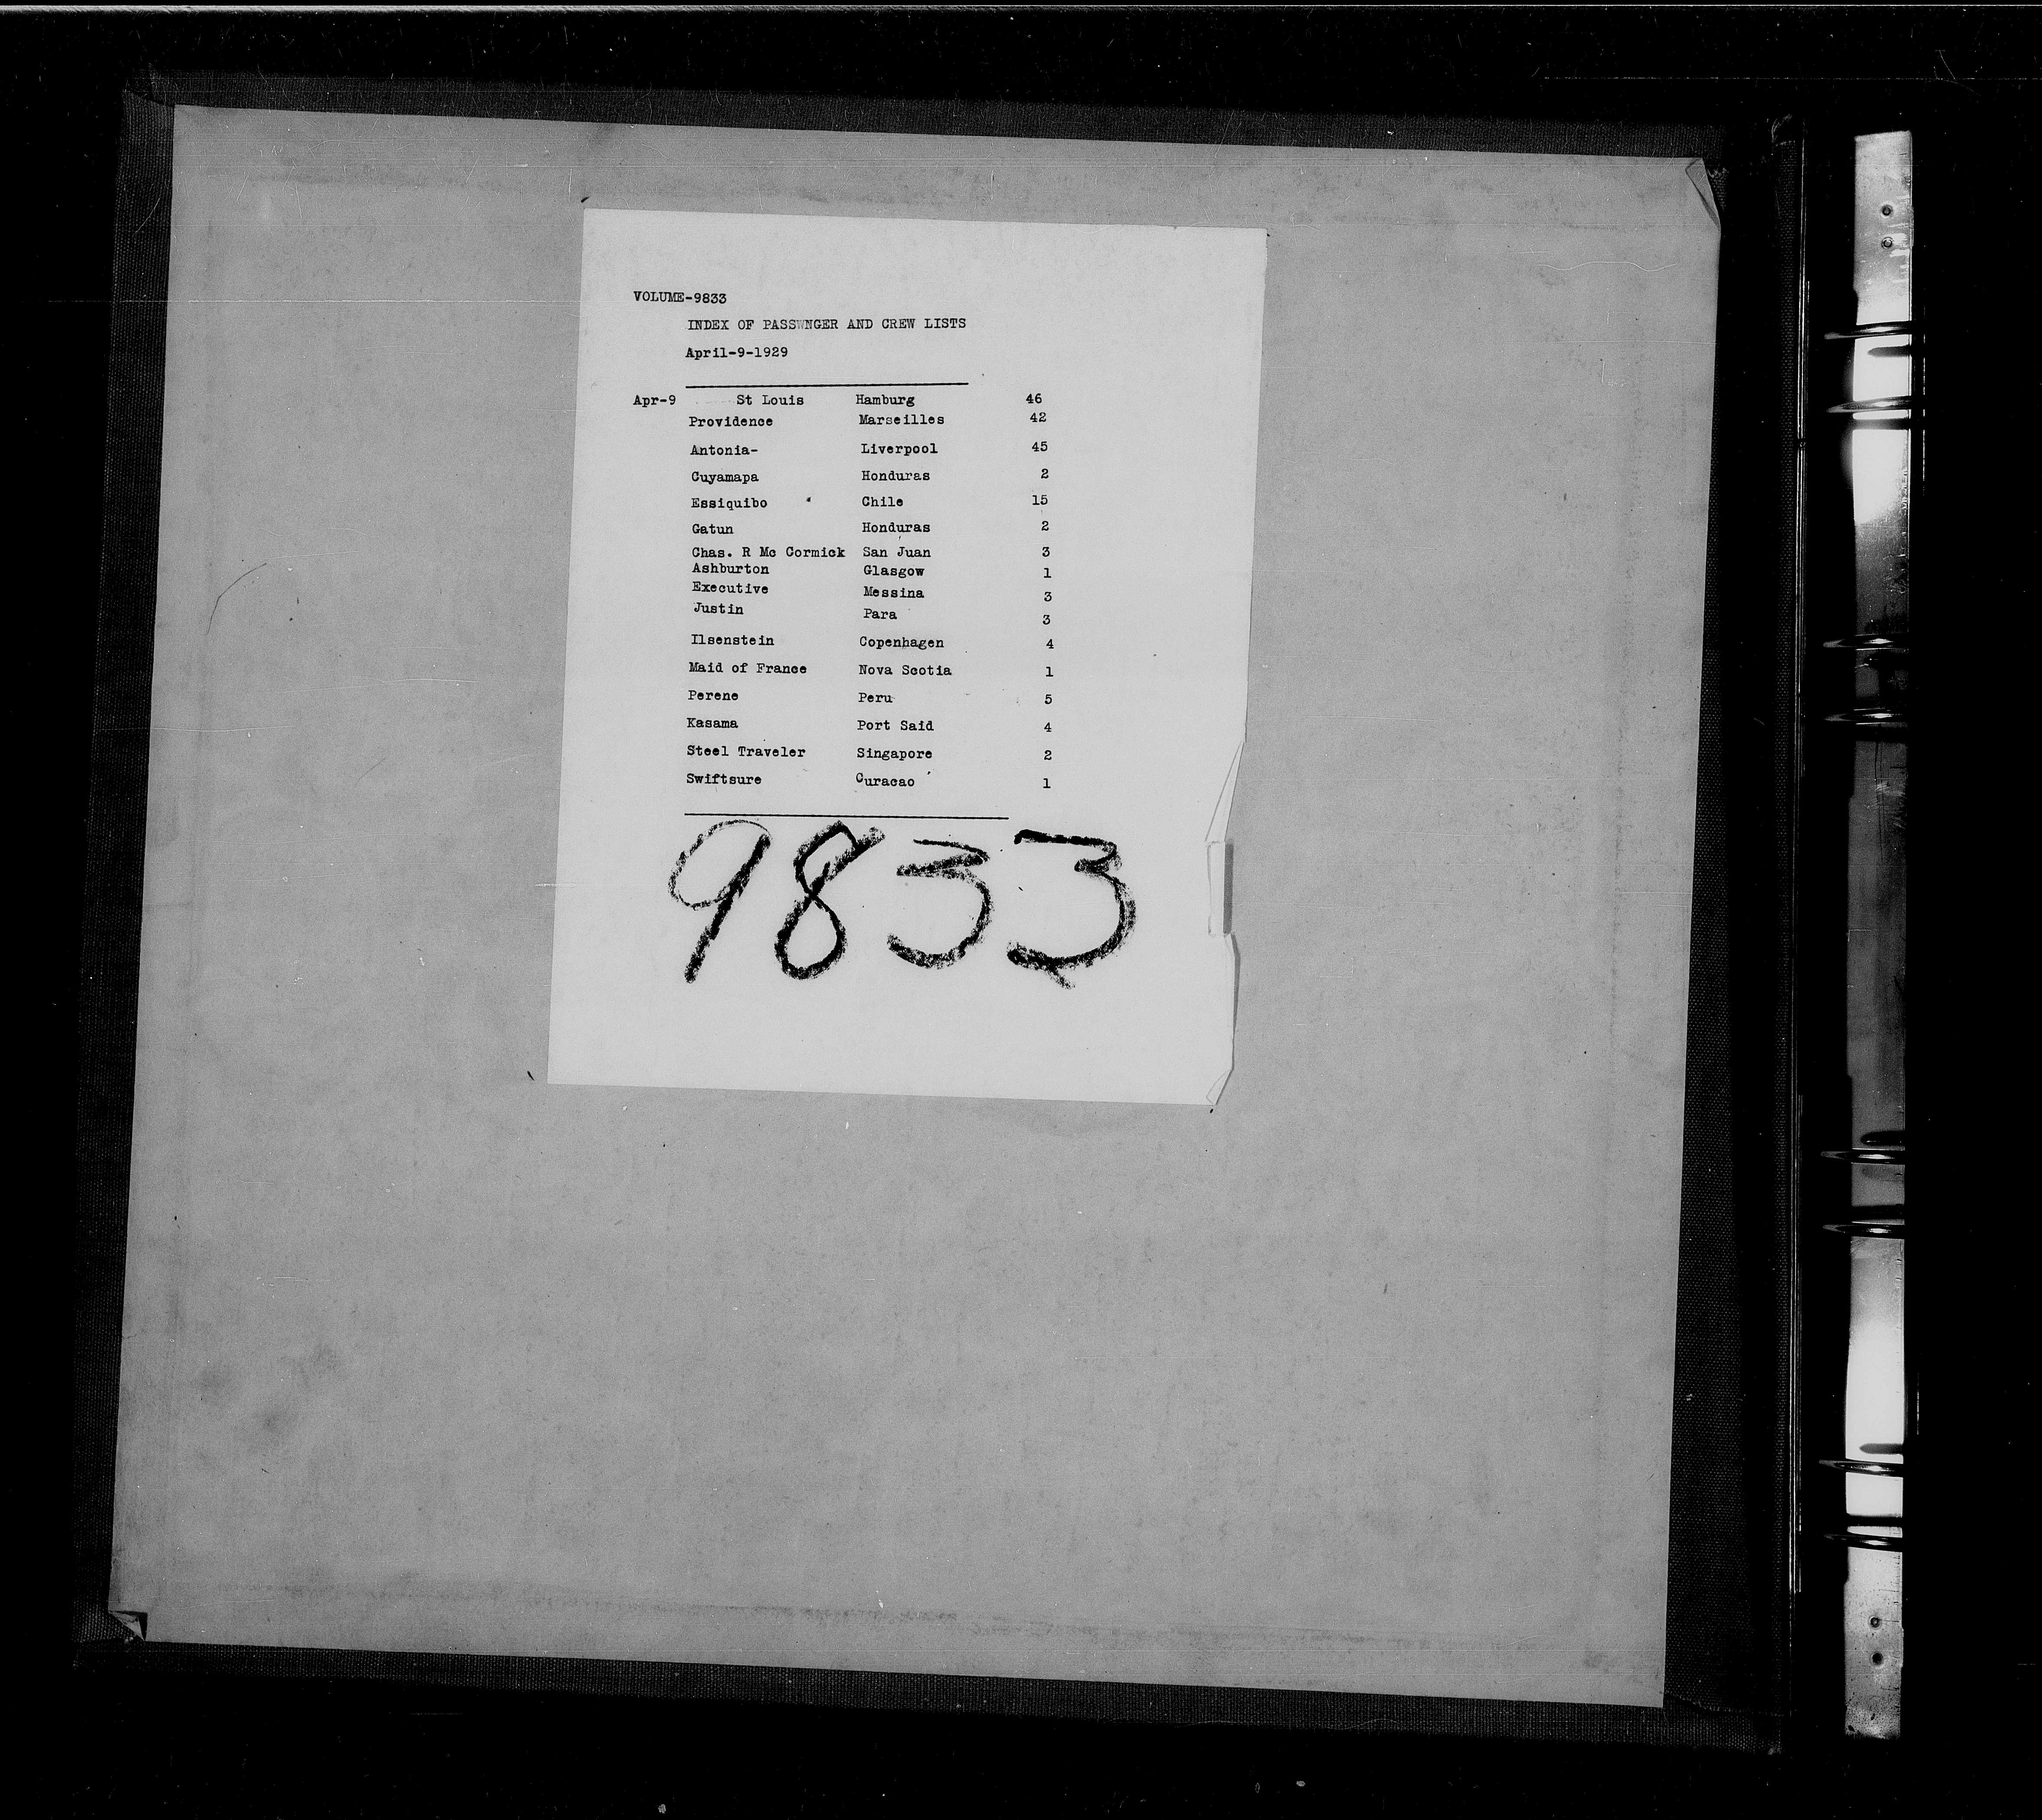 VOLUME-9833
INDEX OF PASSWNGER AND CREW LISTS
April-9-1929
Apr-9 St Louis Hamburg 46
Providence Marseilles 42
Antonia- Liverpool 45
Cuyamapa Honduras 2
Essiquibo Chile 15
Gatun Honduras 2
Chas. R Mc Cormick San Juan 3
Ashburton Glasgow 1
Executive Messina 3
Justin Para 3
Ilsenstein Copenhagen 4
Maid of France Nova Scotia 1
Perene Peru 5
Kasama Port Said 4
Steel Traveler Singapore 2
Swiftsure Curacao 1
9833